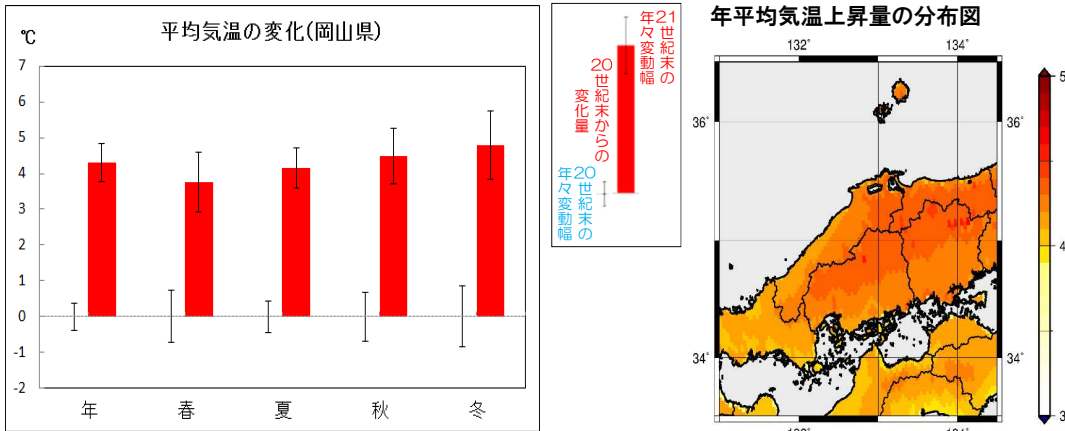 平均気温の変化(岡山県)
℃
7
6
5
4
3
2
1
0
-1
-2
年
春
夏
秋
冬
21世紀末の
年々変動幅
20世紀末からの
変化量
20世紀末の
年々変動幅
年平均気温上昇量の分布図
132°
134°
36°
36°
34°
34°
5
4
3